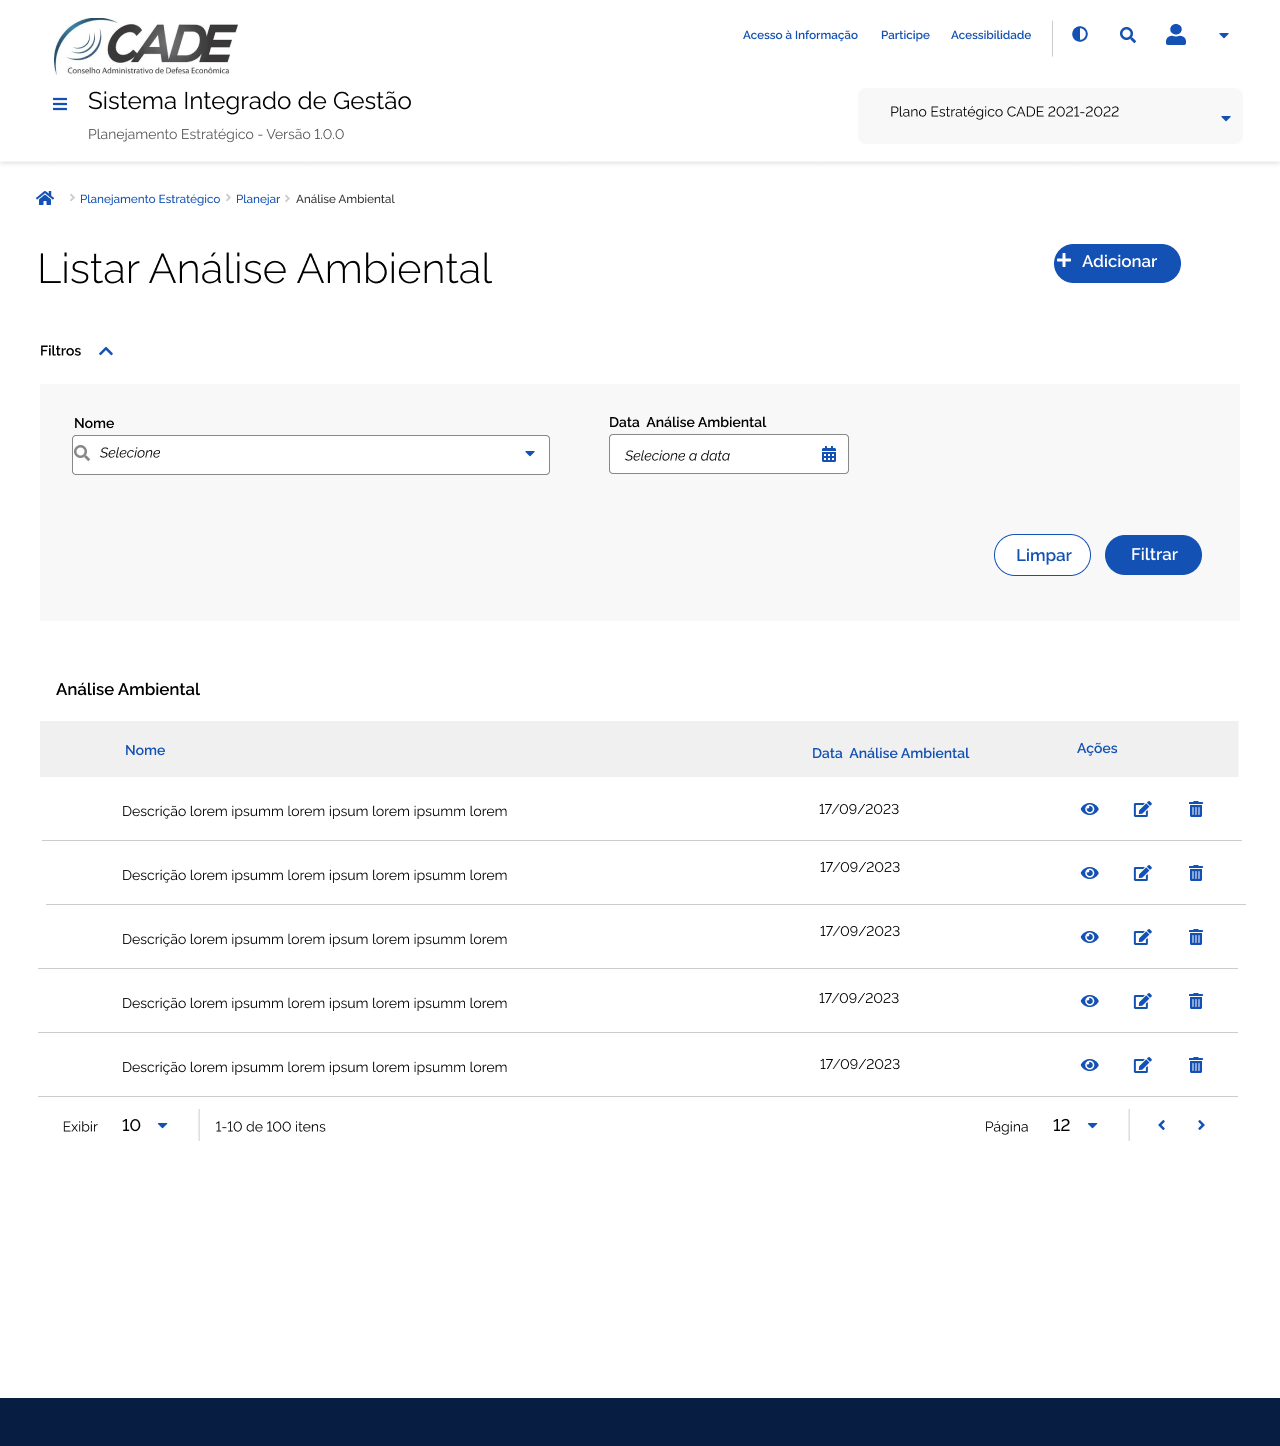 CADE
Conselho Administrativo de Defesa Econômica
Acesso à Informação Participe Acessibilidade
Sistema Integrado de Gestão
Planejamento Estratégico - Versão 1.0.0
Plano Estratégico CADE 2021-2022
Planejamento Estratégico Planejar Análise Ambiental
Listar Análise Ambiental
Adicionar
Filtros
Nome
Selecione
Data Análise Ambiental
Selecione a data
Limpar
Filtrar
Análise Ambiental
Nome Data Análise Ambiental Ações
Descrição lorem ipsumm lorem ipsum lorem ipsumm lorem 17/09/2023
Descrição lorem ipsumm lorem ipsum lorem ipsumm lorem 17/09/2023
Descrição lorem ipsumm lorem ipsum lorem ipsumm lorem 17/09/2023
Descrição lorem ipsumm lorem ipsum lorem ipsumm lorem 17/09/2023
Descrição lorem ipsumm lorem ipsum lorem ipsumm lorem 17/09/2023
Exibir 10 1-10 de 100 itens Página 12